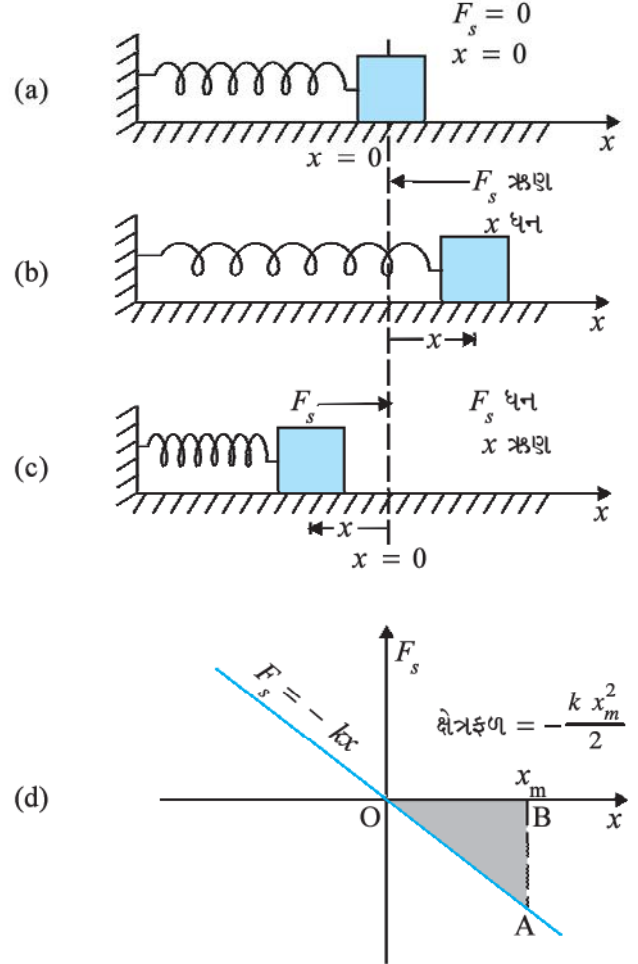 F_s = 0
x = 0
(a)
x
x = 0
F_s ઋણ
x ધન
(b)
x
x
F_s
F_s ધન
x ઋણ
(c)
x
x
x = 0
F_s
F_s = − kx
ક્ષેત્રફળ = − k x_m^2 / 2
(d)
x_m
O
B
x
A